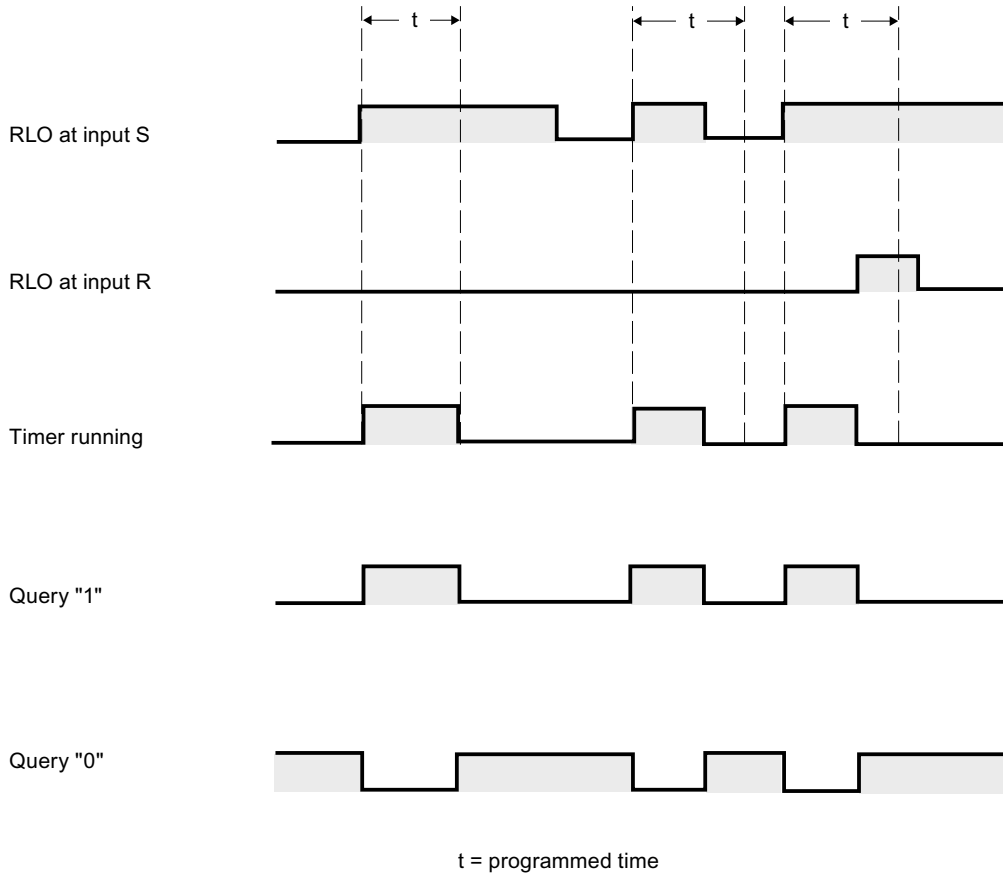 t
t
t
RLO at input S
RLO at input R
Timer running
Query "1"
Query "0"
t = programmed time